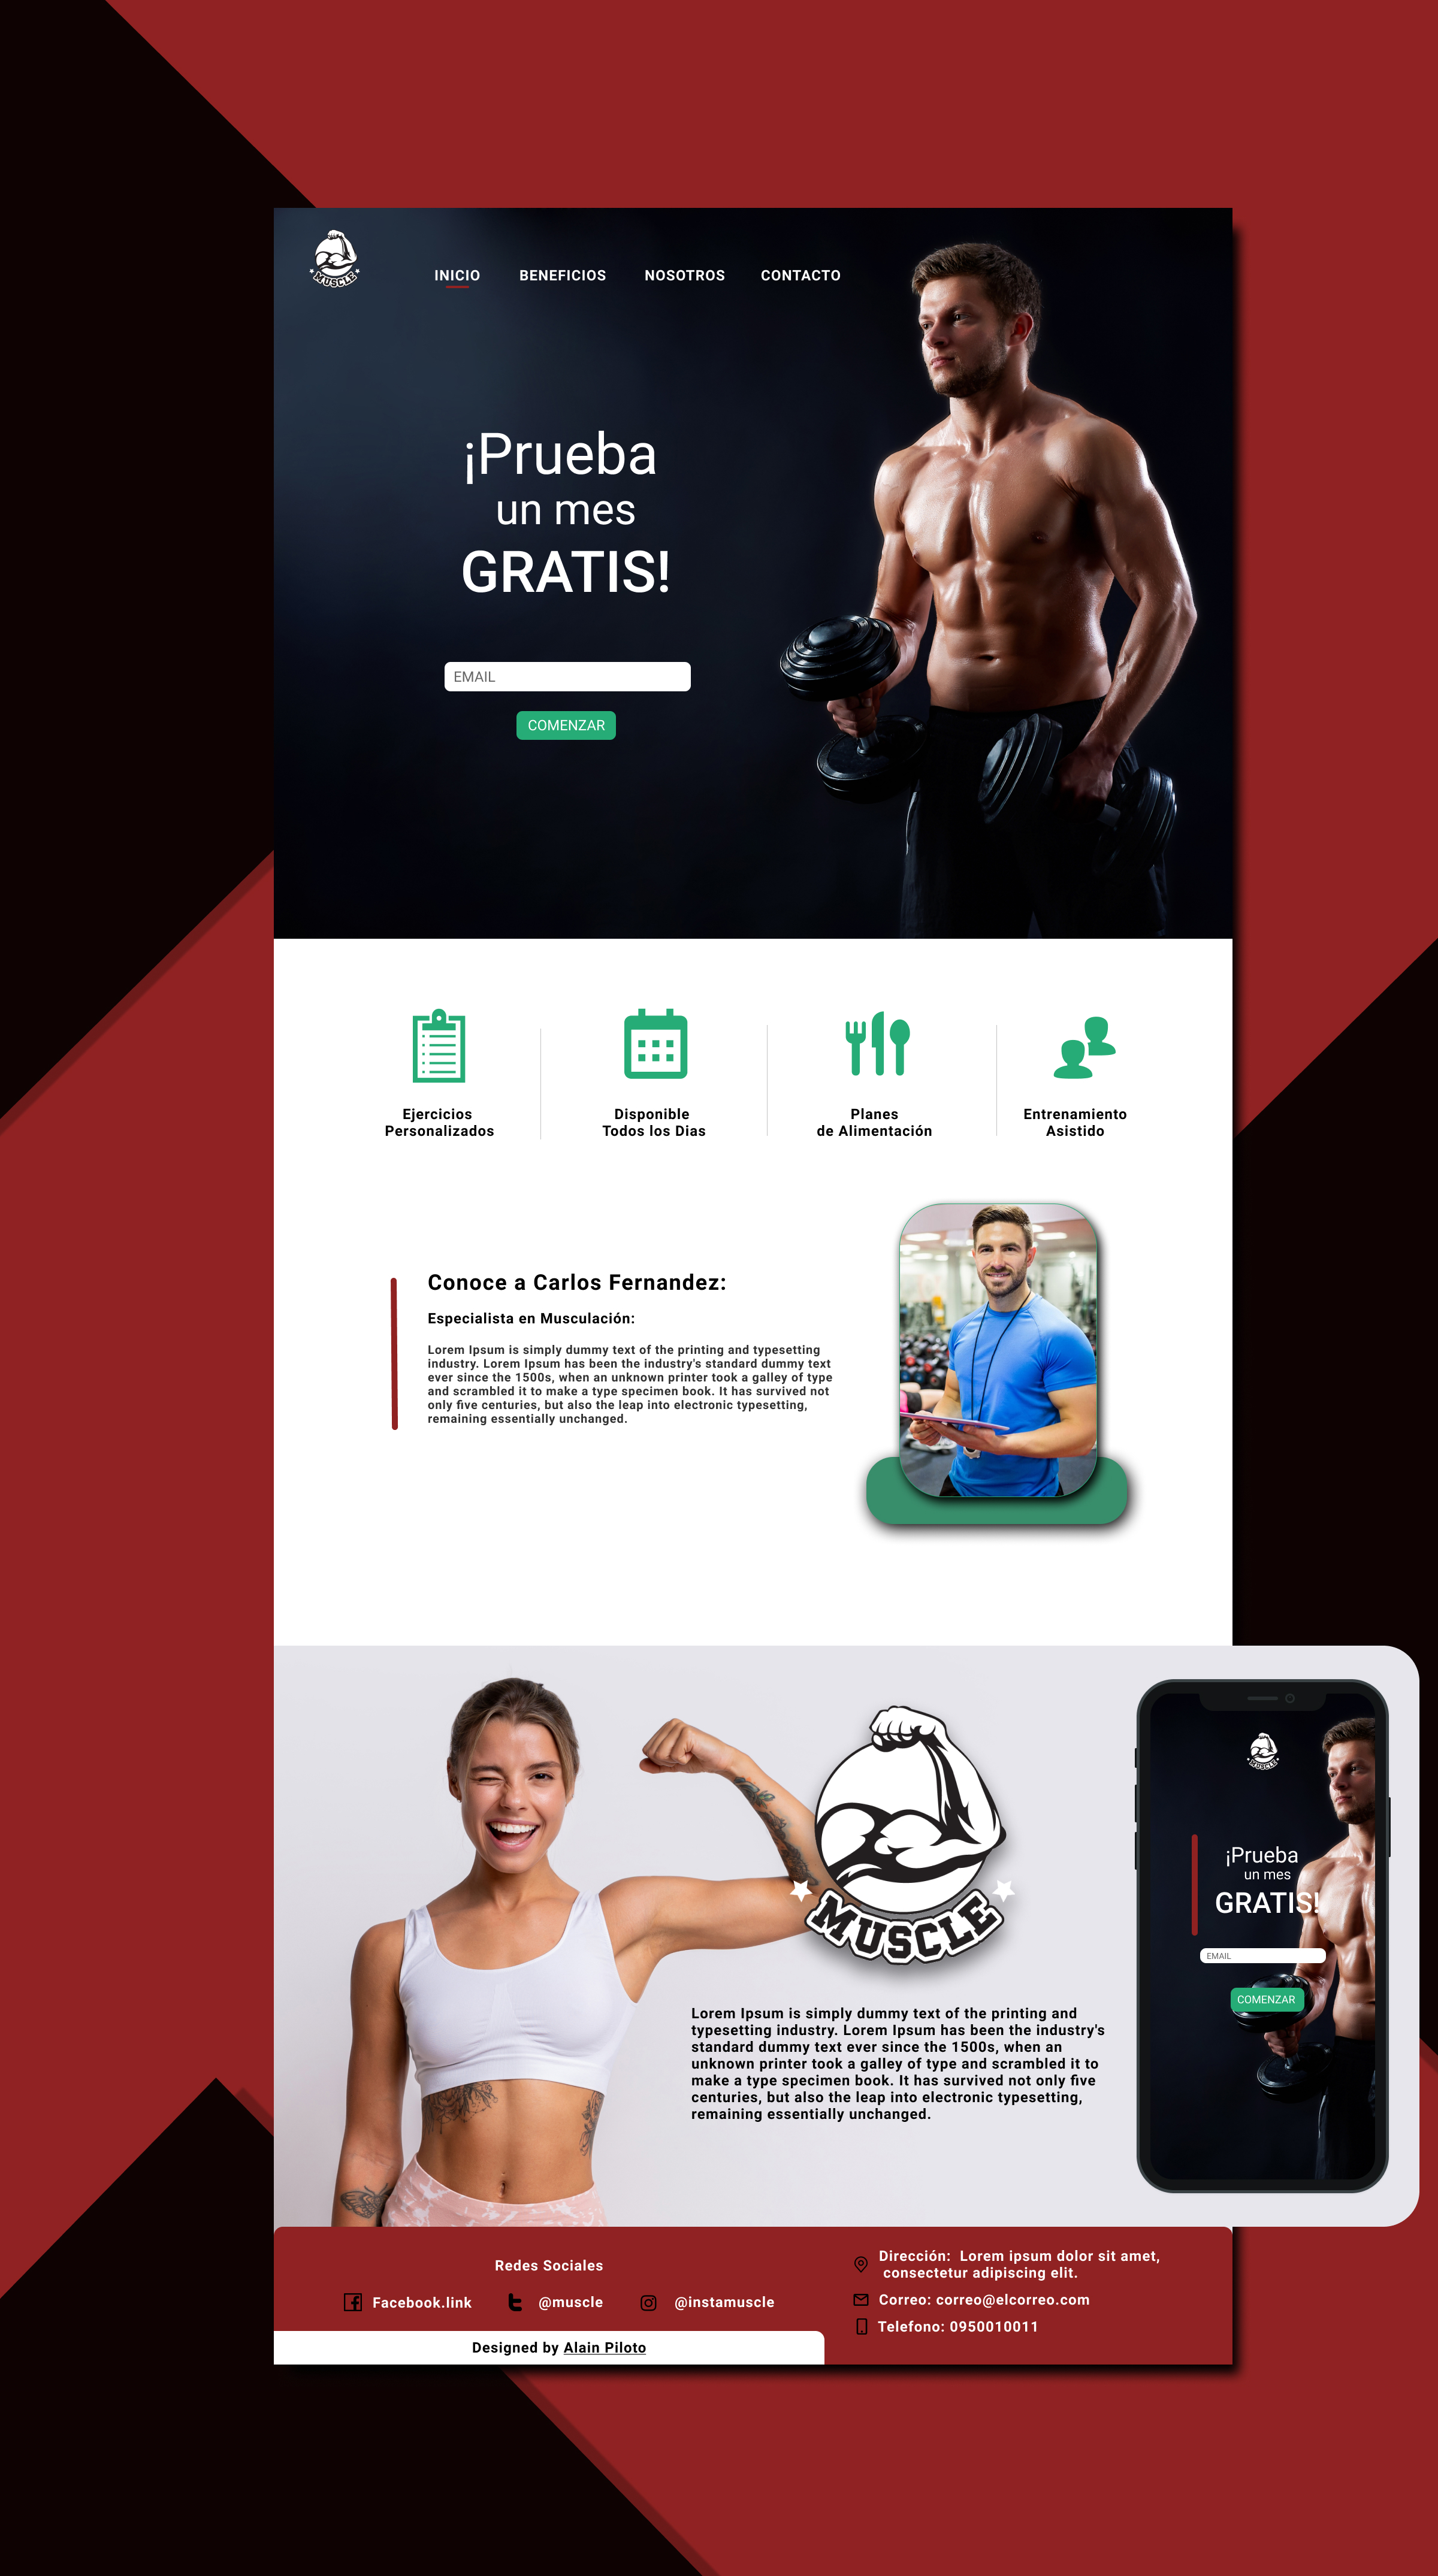 MUSCLE
INICIO BENEFICIOS NOSOTROS CONTACTO
¡Prueba
un mes
GRATIS!
EMAIL
COMENZAR
Ejercicios
Personalizados
Disponible
Todos los Dias
Planes
de Alimentación
Entrenamiento
Asistido
Conoce a Carlos Fernandez:
Especialista en Musculación:
Lorem Ipsum is simply dummy text of the printing and typesetting
industry. Lorem Ipsum has been the industry's standard dummy text
ever since the 1500s, when an unknown printer took a galley of type
and scrambled it to make a type specimen book. It has survived not
only five centuries, but also the leap into electronic typesetting,
remaining essentially unchanged.
MUSCLE
Lorem Ipsum is simply dummy text of the printing and
typesetting industry. Lorem Ipsum has been the industry's
standard dummy text ever since the 1500s, when an
unknown printer took a galley of type and scrambled it to
make a type specimen book. It has survived not only five
centuries, but also the leap into electronic typesetting,
remaining essentially unchanged.
MUSCLE
¡Prueba
un mes
GRATIS!
EMAIL
COMENZAR
Redes Sociales
Facebook.link @muscle @instamuscle
Designed by Alain Piloto
Dirección: Lorem ipsum dolor sit amet,
consectetur adipiscing elit.
Correo: correo@elcorreo.com
Telefono: 0950010011